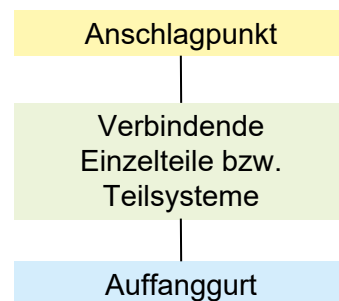 Anschlagpunkt
Verbindende
Einzelteile bzw.
Teilsysteme
Auffanggurt